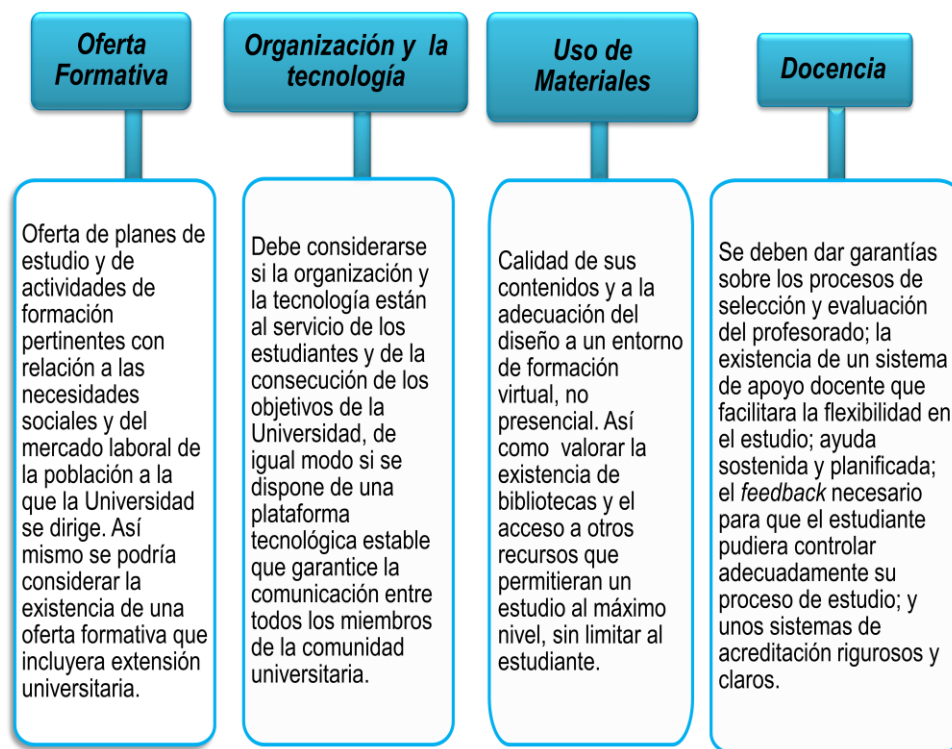 Oferta
Formativa
Oferta de planes de
estudio y de
actividades de
formación
pertinentes con
relación a las
necesidades
sociales y del
mercado laboral de
la población a la
que la Universidad
se dirige. Así
mismo se podría
considerar la
existencia de una
oferta formativa que
incluyera extensión
universitaria.
Organización y la
tecnología
Debe considerarse
si la organización y
la tecnología están
al servicio de los
estudiantes y de la
consecución de los
objetivos de la
Universidad, de
igual modo si se
dispone de una
plataforma
tecnológica estable
que garantice la
comunicación entre
todos los miembros
de la comunidad
universitaria.
Uso de
Materiales
Calidad de sus
contenidos y a la
adecuación del
diseño a un entorno
de formación
virtual, no
presencial. Así
como valorar la
existencia de
bibliotecas y el
acceso a otros
recursos que
permitieran un
estudio al máximo
nivel, sin limitar al
estudiante.
Docencia
Se deben dar garantías
sobre los procesos de
selección y evaluación
del profesorado; la
existencia de un sistema
de apoyo docente que
facilitara la flexibilidad en
el estudio; ayuda
sostenida y planificada;
el feedback necesario
para que el estudiante
pudiera controlar
adecuadamente su
proceso de estudio; y
unos sistemas de
acreditación rigurosos y
claros.